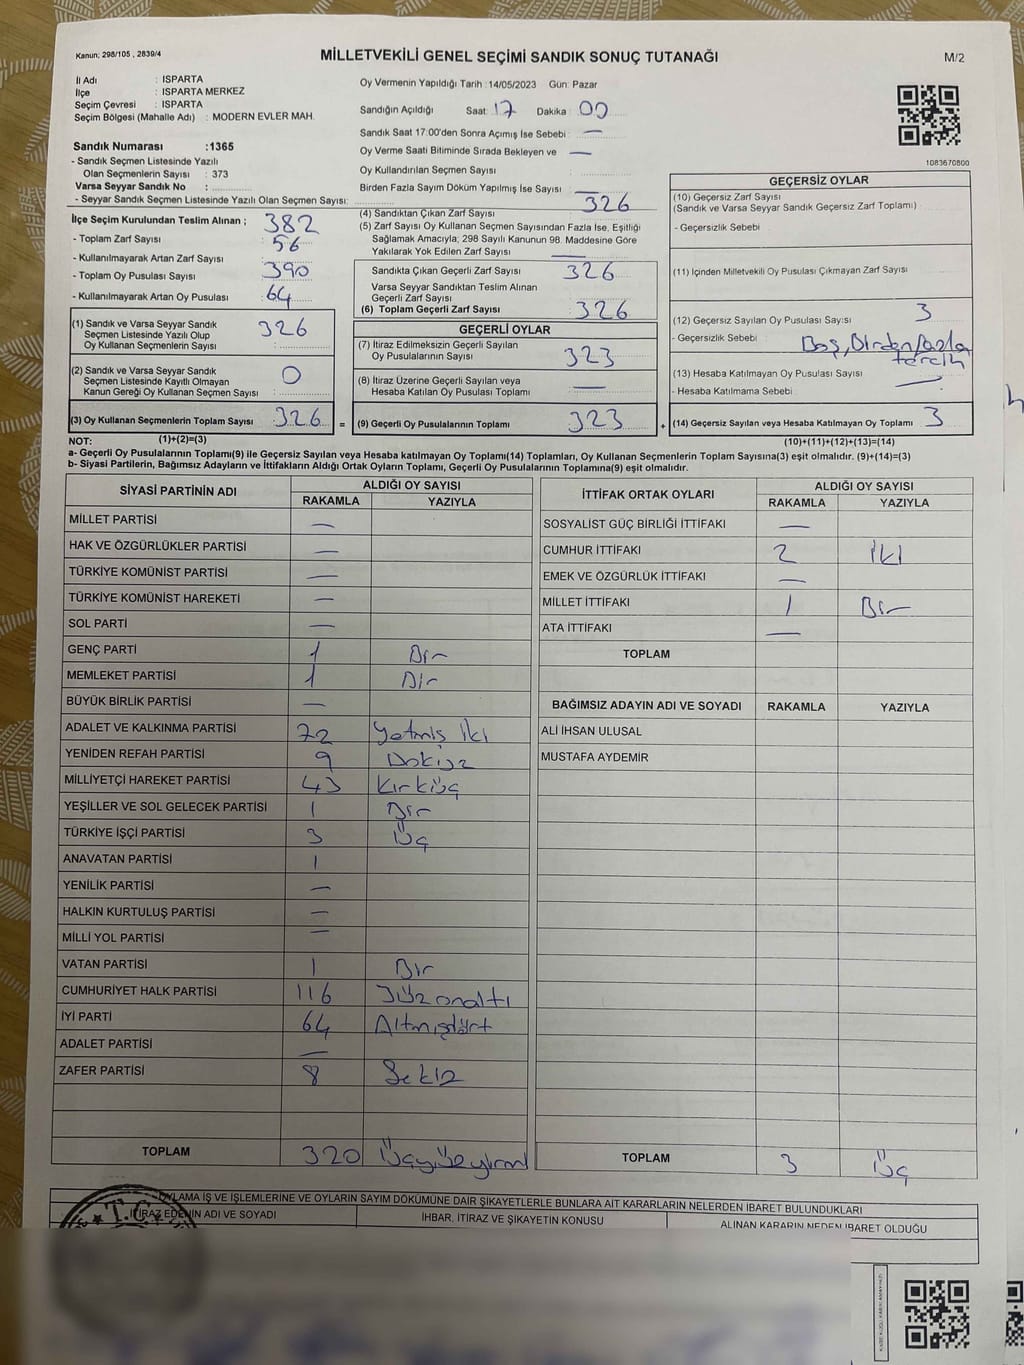 Kanun; 298/105 , 2839/4
MİLLETVEKİLİ GENEL SEÇİMİ SANDIK SONUÇ TUTANAĞI
M/2
İl Adı : ISPARTA
İlçe : ISPARTA MERKEZ
Seçim Çevresi : ISPARTA
Seçim Bölgesi (Mahalle Adı) : MODERN EVLER MAH.
Sandık Numarası :1365
- Sandık Seçmen Listesinde Yazılı
Olan Seçmenlerin Sayısı : 373
Varsa Seyyar Sandık No :
- Seyyar Sandık Seçmen Listesinde Yazılı Olan Seçmen Sayısı:
Oy Vermenin Yapıldığı Tarih :14/05/2023 Gün: Pazar
Sandığın Açıldığı Saat: 17 Dakika : 00
Sandık Saat 17:00'den Sonra Açımış İse Sebebi : —
Oy Verme Saati Bitiminde Sırada Bekleyen ve —
Oy Kullandırılan Seçmen Sayısı :
Birden Fazla Sayım Döküm Yapılmış İse Sayısı : —
1083670800
İlçe Seçim Kurulundan Teslim Alınan ; 382
- Toplam Zarf Sayısı : 56
- Kullanılmayarak Artan Zarf Sayısı :
- Toplam Oy Pusulası Sayısı : 390
- Kullanılmayarak Artan Oy Pusulası : 64
(1) Sandık ve Varsa Seyyar Sandık
Seçmen Listesinde Yazılı Olup
Oy Kullanan Seçmenlerin Sayısı : 326
(2) Sandık ve Varsa Seyyar Sandık
Seçmen Listesinde Kayıtlı Olmayan
Kanun Gereği Oy Kullanan Seçmen Sayısı : 0
(3) Oy Kullanan Seçmenlerin Toplam Sayısı : 326
=
(4) Sandıktan Çıkan Zarf Sayısı : 326
(5) Zarf Sayısı Oy Kullanan Seçmen Sayısından Fazla İse, Eşitliği
Sağlamak Amacıyla; 298 Sayılı Kanunun 98. Maddesine Göre
Yakılarak Yok Edilen Zarf Sayısı : —
Sandıkta Çıkan Geçerli Zarf Sayısı : 326
Varsa Seyyar Sandıktan Teslim Alınan
Geçerli Zarf Sayısı :
(6) Toplam Geçerli Zarf Sayısı : 326
GEÇERLİ OYLAR
(7) İtiraz Edilmeksizin Geçerli Sayılan
Oy Pusulalarının Sayısı : 323
(8) İtiraz Üzerine Geçerli Sayılan veya
Hesaba Katılan Oy Pusulası Toplamı : —
(9) Geçerli Oy Pusulalarının Toplamı : 323
+
GEÇERSİZ OYLAR
(10) Geçersiz Zarf Sayısı
(Sandık ve Varsa Seyyar Sandık Geçersiz Zarf Toplamı) :
- Geçersizlik Sebebi :
(11) İçinden Milletvekili Oy Pusulası Çıkmayan Zarf Sayısı :
(12) Geçersiz Sayılan Oy Pusulası Sayısı : 3
- Geçersizlik Sebebi : Boş, Birden fazla
tercih
(13) Hesaba Katılmayan Oy Pusulası Sayısı : —
- Hesaba Katılmama Sebebi :
(14) Geçersiz Sayılan veya Hesaba Katılmayan Oy Toplamı : 3
NOT: (1)+(2)=(3)
(10)+(11)+(12)+(13)=(14)
a- Geçerli Oy Pusulalarının Toplamı(9) ile Geçersiz Sayılan veya Hesaba katılmayan Oy Toplamı(14) Toplamları, Oy Kullanan Seçmenlerin Toplam Sayısına(3) eşit olmalıdır. (9)+(14)=(3)
b- Siyasi Partilerin, Bağımsız Adayların ve İttifakların Aldığı Ortak Oyların Toplamı, Geçerli Oy Pusulalarının Toplamına(9) eşit olmalıdır.
SİYASİ PARTİNİN ADI
ALDIĞI OY SAYISI
RAKAMLA YAZIYLA
MİLLET PARTİSİ —
HAK VE ÖZGÜRLÜKLER PARTİSİ —
TÜRKİYE KOMÜNİST PARTİSİ —
TÜRKİYE KOMÜNİST HAREKETİ —
SOL PARTİ —
GENÇ PARTİ 1 Bir
MEMLEKET PARTİSİ 1 Bir
BÜYÜK BİRLİK PARTİSİ —
ADALET VE KALKINMA PARTİSİ 72 Yetmiş iki
YENİDEN REFAH PARTİSİ 9 Dokuz
MİLLİYETÇİ HAREKET PARTİSİ 43 Kırküç
YEŞİLLER VE SOL GELECEK PARTİSİ 1 Bir
TÜRKİYE İŞÇİ PARTİSİ 3 Üç
ANAVATAN PARTİSİ 1
YENİLİK PARTİSİ —
HALKIN KURTULUŞ PARTİSİ —
MİLLİ YOL PARTİSİ —
VATAN PARTİSİ 1 Bir
CUMHURİYET HALK PARTİSİ 116 Yüzonaltı
İYİ PARTİ 64 Altmışdört
ADALET PARTİSİ —
ZAFER PARTİSİ 8 Sekiz
TOPLAM 320 Üçyüzyirmi
İTTİFAK ORTAK OYLARI
ALDIĞI OY SAYISI
RAKAMLA YAZIYLA
SOSYALİST GÜÇ BİRLİĞİ İTTİFAKI —
CUMHUR İTTİFAKI 2 İki
EMEK VE ÖZGÜRLÜK İTTİFAKI —
MİLLET İTTİFAKI 1 Bir
ATA İTTİFAKI —
TOPLAM
BAĞIMSIZ ADAYIN ADI VE SOYADI RAKAMLA YAZIYLA
ALİ İHSAN ULUSAL
MUSTAFA AYDEMİR
TOPLAM 3 Üç
OYLAMA İŞ VE İŞLEMLERİNE VE OYLARIN SAYIM DÖKÜMÜNE DAİR ŞİKAYETLERLE BUNLARA AİT KARARLARIN NELERDEN İBARET BULUNDUKLARI
İTİRAZ EDENİN ADI VE SOYADI
İHBAR, İTİRAZ VE ŞİKAYETİN KONUSU
ALINAN KARARIN NEDEN İBARET OLDUĞU
T.C.